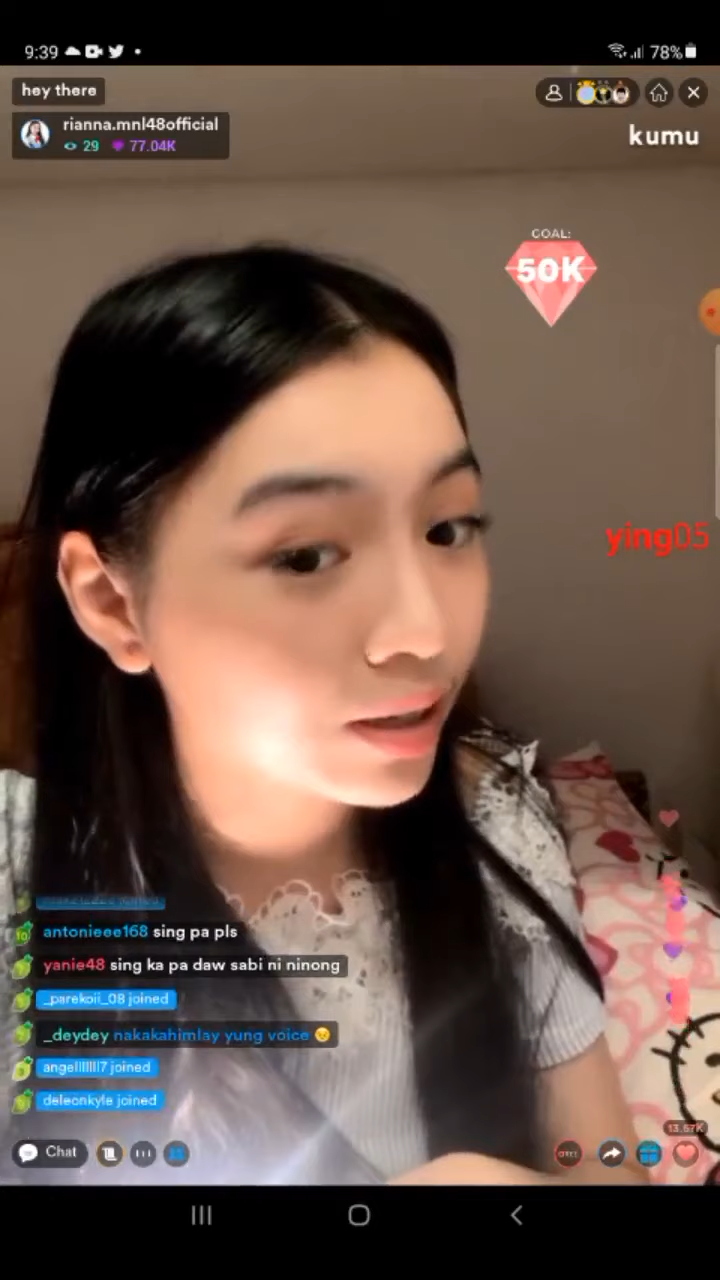 9:39
78%
hey there
rianna.mnl48official
29 77.04K
kumu
GOAL:
50K
ying05
joined
antonieee168 sing pa pls
yanie48 sing ka pa daw sabi ni ninong
_parekoii_08 joined
_deydey nakakahimlay yung voice
angelllllll7 joined
deleonkyle joined
13.57K
Chat